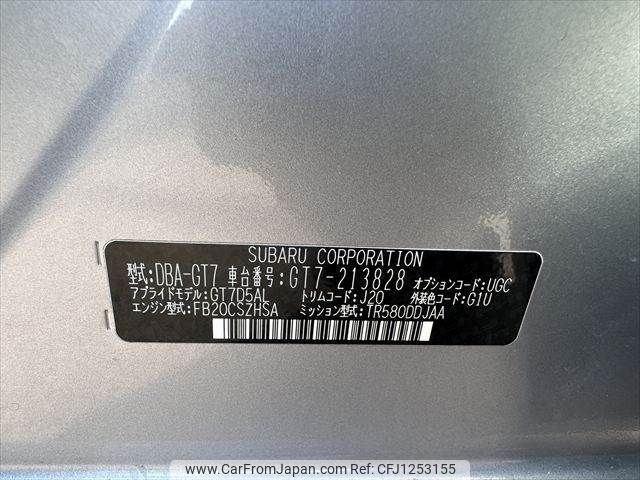 SUBARU CORPORATION
型式:DBA-GT7 車台番号:GT7-213828 オプションコード:UGC
アプライドモデル:GT7D5AL トリムコード:J20 外装色コード:G1U
エンジン型式:FB20CSZHSA ミッション型式:TR580DDJAA
CAR FROM JAPAN
carfromjapan.com/ref/CFJ1253155